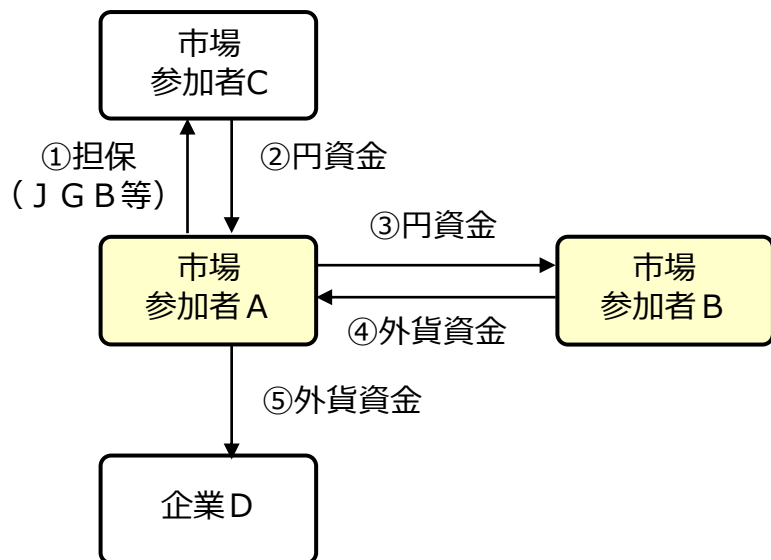 市場
参加者C
①担保
（ＪＧＢ等）
②円資金
③円資金
市場
参加者Ａ
市場
参加者Ｂ
④外貨資金
⑤外貨資金
企業Ｄ